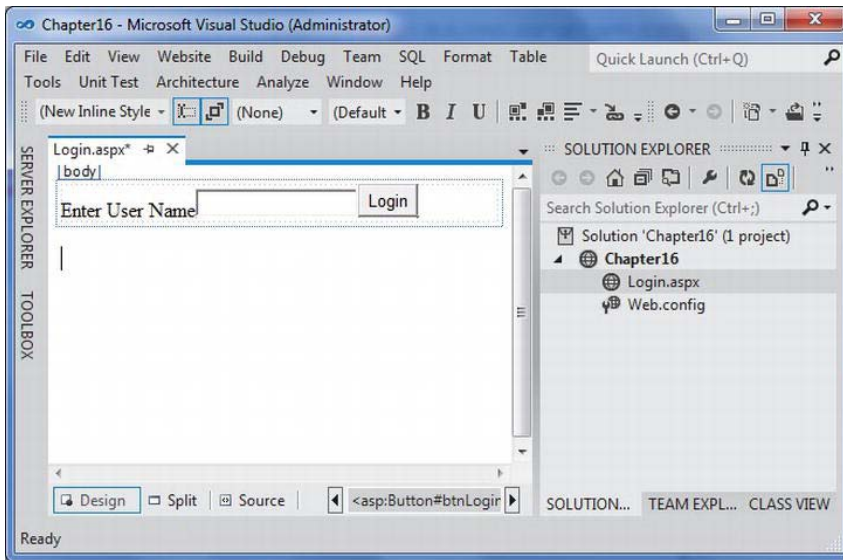 Chapter16 - Microsoft Visual Studio (Administrator)
File Edit View Website Build Debug Team SQL Format Table Quick Launch (Ctrl+Q)
Tools Unit Test Architecture Analyze Window Help
(New Inline Style (None) (Default B I U
SERVER EXPLORER
TOOLBOX
Login.aspx*
body
Enter User Name Login
Design Split Source <asp:Button#btnLogin
SOLUTION EXPLORER
Search Solution Explorer (Ctrl+;)
Solution 'Chapter16' (1 project)
Chapter16
Login.aspx
Web.config
SOLUTION... TEAM EXPL... CLASS VIEW
Ready